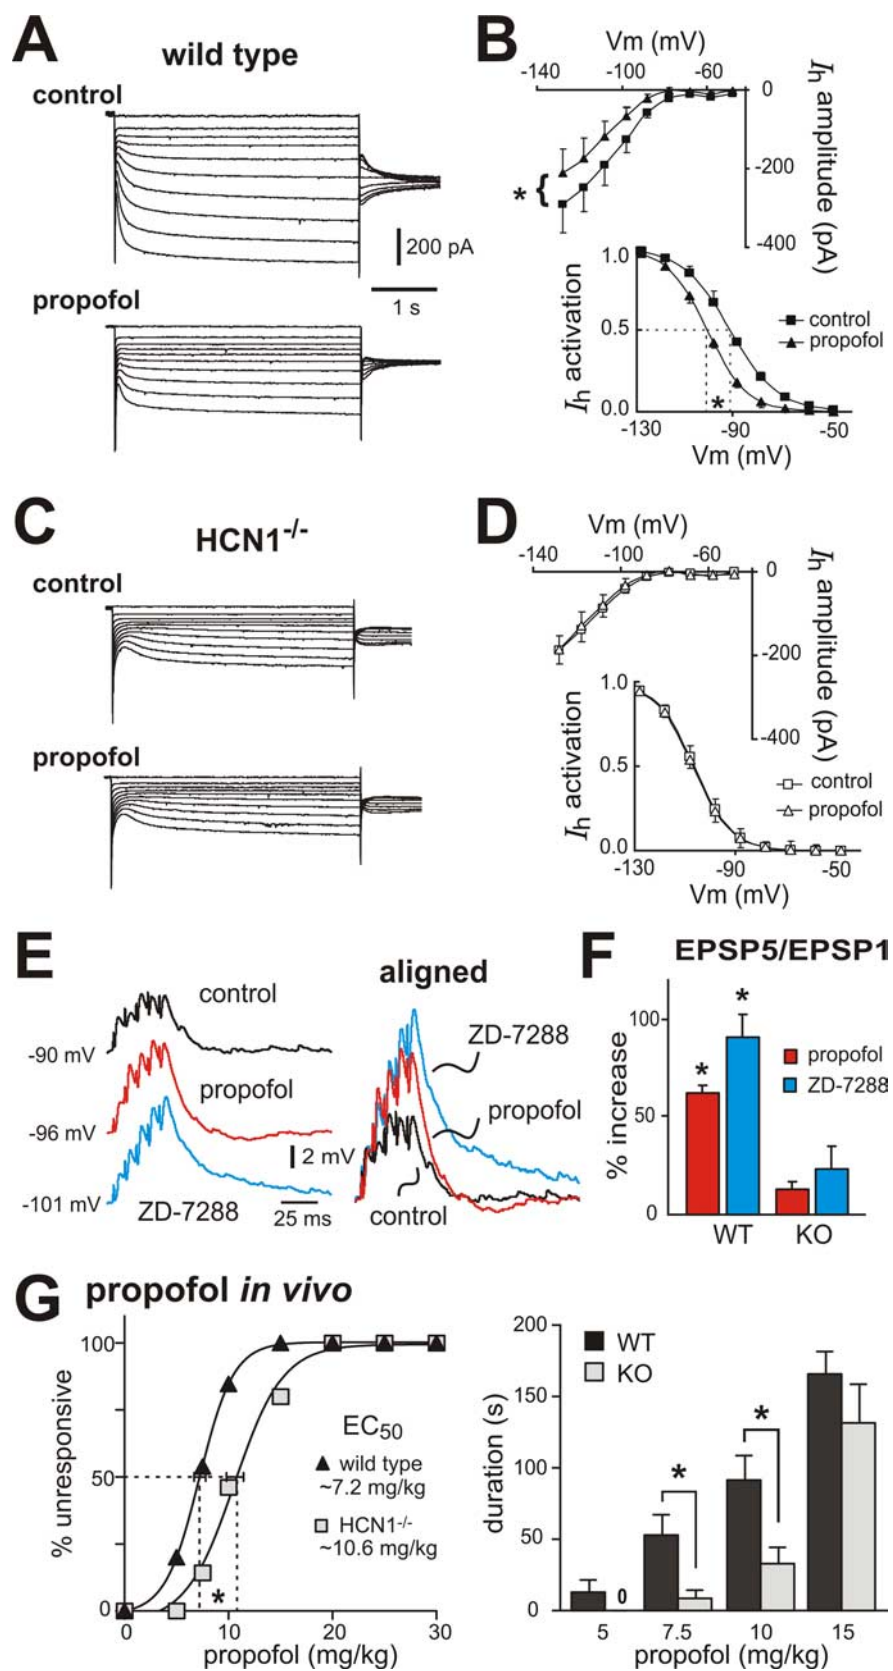 A
wild type
control
200 pA
1 s
propofol
B
Vm (mV)
-140
-100
-60
0
-200
-400
Ih amplitude (pA)
1.0
0.5
0.0
Ih activation
control
propofol
*
*
-130
-90
-50
Vm (mV)
C
HCN1-/-
control
propofol
D
Vm (mV)
-140
-100
-60
0
-200
-400
Ih amplitude (pA)
1.0
0.5
0.0
Ih activation
control
propofol
-130
-90
-50
Vm (mV)
E
control
-90 mV
propofol
-96 mV
2 mV
-101 mV
ZD-7288
25 ms
aligned
ZD-7288
propofol
control
F
EPSP5/EPSP1
% increase
100
50
0
*
*
propofol
ZD-7288
WT
KO
G
propofol in vivo
% unresponsive
100
50
0
EC50
wild type
~7.2 mg/kg
HCN1-/-
~10.6 mg/kg
*
0
10
20
30
propofol (mg/kg)
duration (s)
200
150
100
50
0
WT
KO
*
*
0
5
7.5
10
15
propofol (mg/kg)